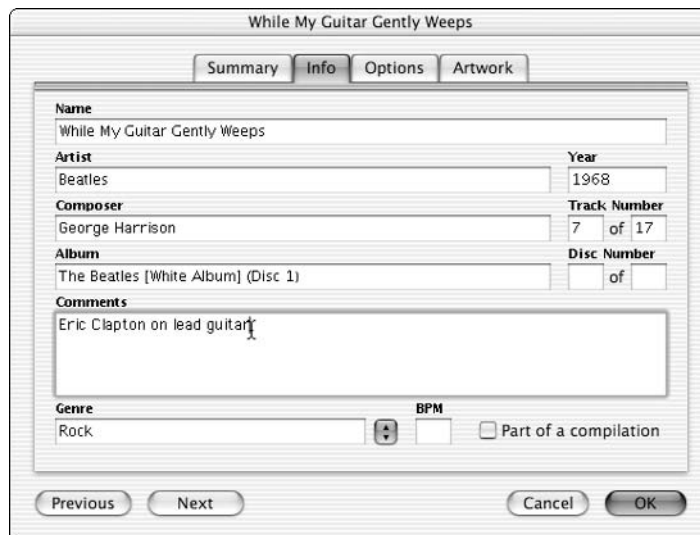 While My Guitar Gently Weeps
Summary Info Options Artwork
Name
While My Guitar Gently Weeps
Artist Year
Beatles 1968
Composer Track Number
George Harrison 7 of 17
Album Disc Number
The Beatles [White Album] (Disc 1) of
Comments
Eric Clapton on lead guitar
Genre BPM
Rock Part of a compilation
Previous Next Cancel OK